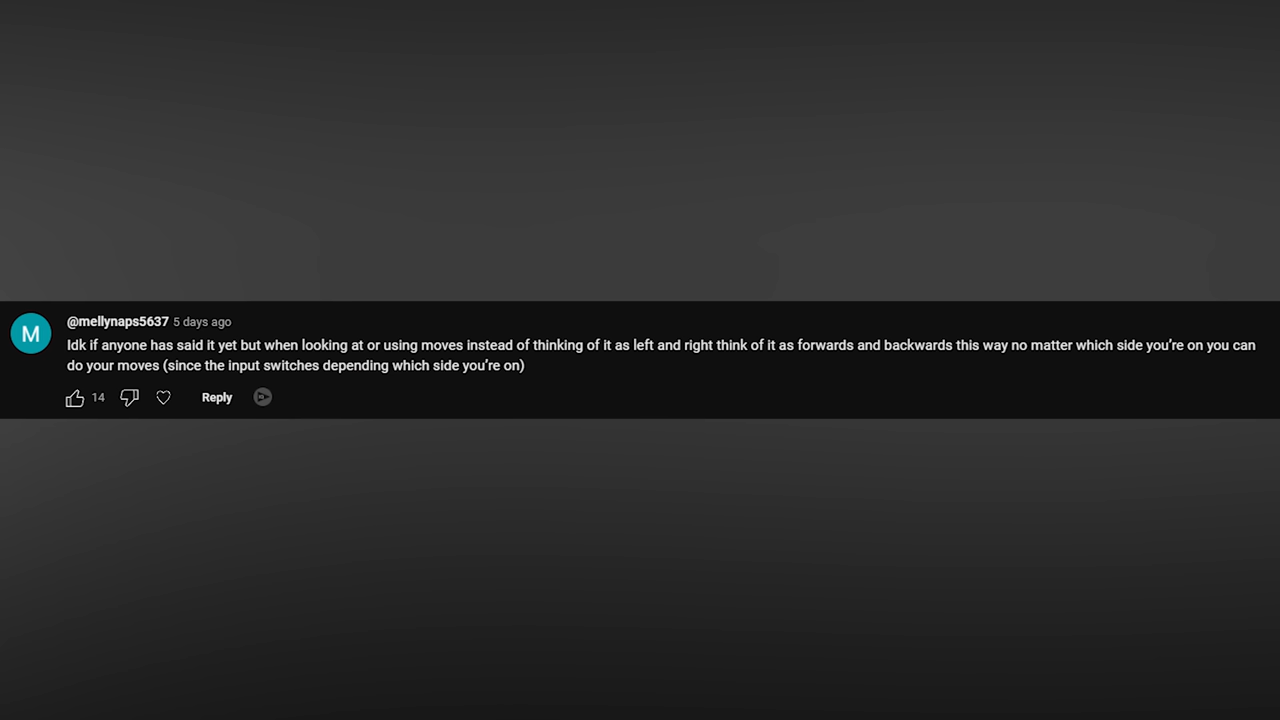 M
@mellynaps5637 5 days ago
Idk if anyone has said it yet but when looking at or using moves instead of thinking of it as left and right think of it as forwards and backwards this way no matter which side you’re on you can
do your moves (since the input switches depending which side you’re on)
14 Reply